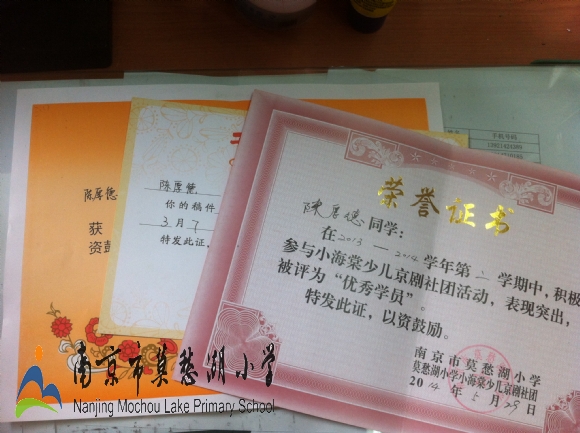 荣誉证书
陈厚德同学：
在2013—2014学年第二学期中，积极
参与小海棠少儿京剧社团活动，表现突出，
被评为“优秀学员”。
特发此证，以资鼓励。
南京市莫愁湖小学
莫愁湖小学小海棠少儿京剧社团
2014年5月29日
陈厚德
你的稿件
3月7
特发此证，
陈厚德
获
资鼓
手机号码
南京市莫愁湖小学
Nanjing Mochou Lake Primary School